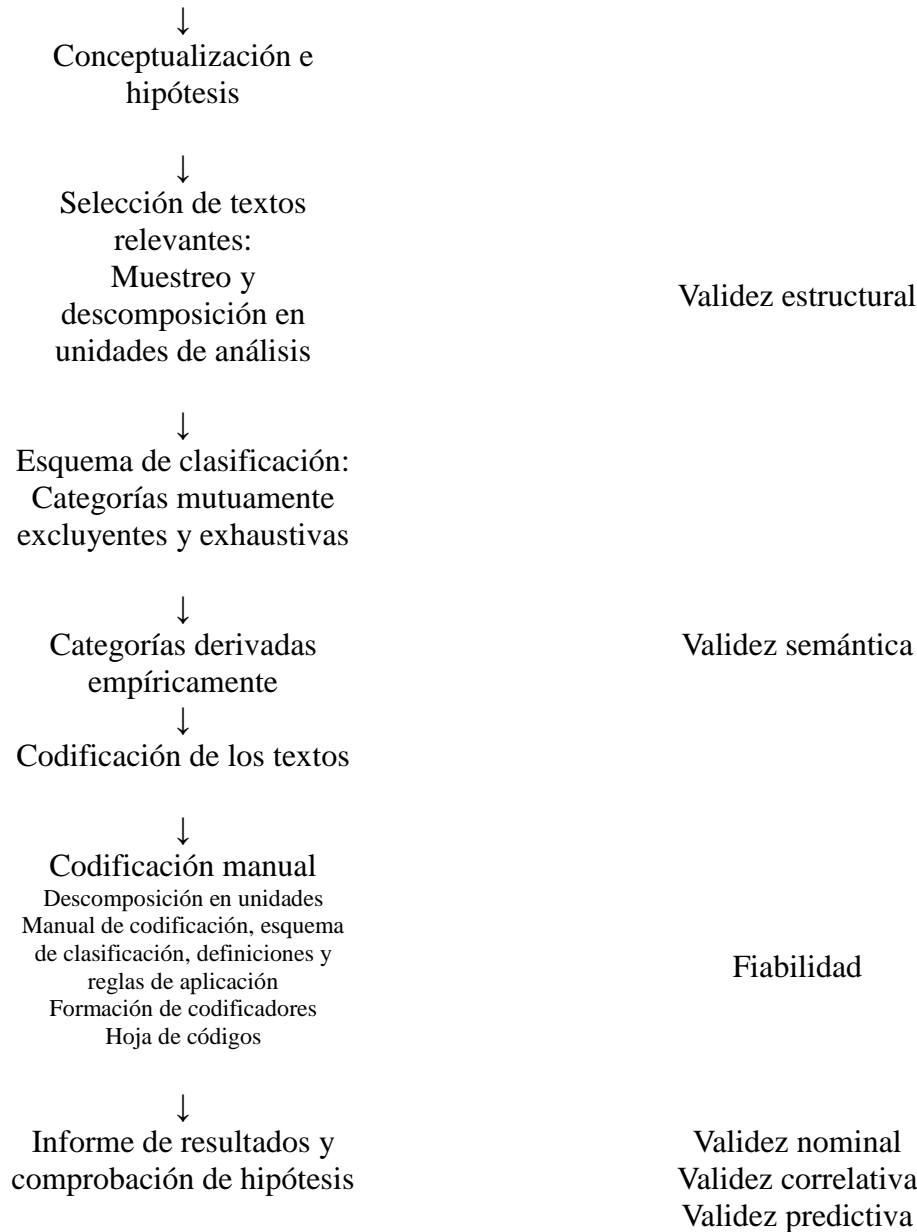 ↓
Conceptualización e
hipótesis
↓
Selección de textos
relevantes:
Muestreo y
descomposición en
unidades de análisis
Validez estructural
↓
Esquema de clasificación:
Categorías mutuamente
excluyentes y exhaustivas
↓
Categorías derivadas
empíricamente
Validez semántica
↓
Codificación de los textos
↓
Codificación manual
Descomposición en unidades
Manual de codificación, esquema
de clasificación, definiciones y
reglas de aplicación
Formación de codificadores
Hoja de códigos
Fiabilidad
↓
Informe de resultados y
comprobación de hipótesis
Validez nominal
Validez correlativa
Validez predictiva